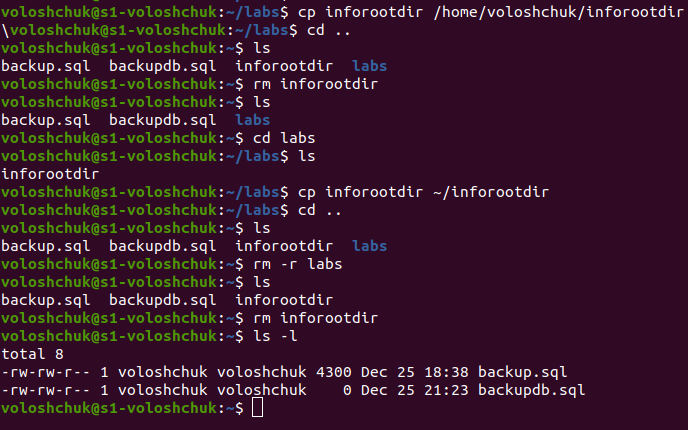 voloshchuk@s1-voloshchuk:~/labs$ cp inforootdir /home/voloshchuk/inforootdir
\voloshchuk@s1-voloshchuk:~/labs$ cd ..
voloshchuk@s1-voloshchuk:~$ ls
backup.sql  backupdb.sql  inforootdir  labs
voloshchuk@s1-voloshchuk:~$ rm inforootdir
voloshchuk@s1-voloshchuk:~$ ls
backup.sql  backupdb.sql  labs
voloshchuk@s1-voloshchuk:~$ cd labs
voloshchuk@s1-voloshchuk:~/labs$ ls
inforootdir
voloshchuk@s1-voloshchuk:~/labs$ cp inforootdir ~/inforootdir
voloshchuk@s1-voloshchuk:~/labs$ cd ..
voloshchuk@s1-voloshchuk:~$ ls
backup.sql  backupdb.sql  inforootdir  labs
voloshchuk@s1-voloshchuk:~$ rm -r labs
voloshchuk@s1-voloshchuk:~$ ls
backup.sql  backupdb.sql  inforootdir
voloshchuk@s1-voloshchuk:~$ rm inforootdir
voloshchuk@s1-voloshchuk:~$ ls -l
total 8
-rw-rw-r-- 1 voloshchuk voloshchuk 4300 Dec 25 18:38 backup.sql
-rw-rw-r-- 1 voloshchuk voloshchuk    0 Dec 25 21:23 backupdb.sql
voloshchuk@s1-voloshchuk:~$